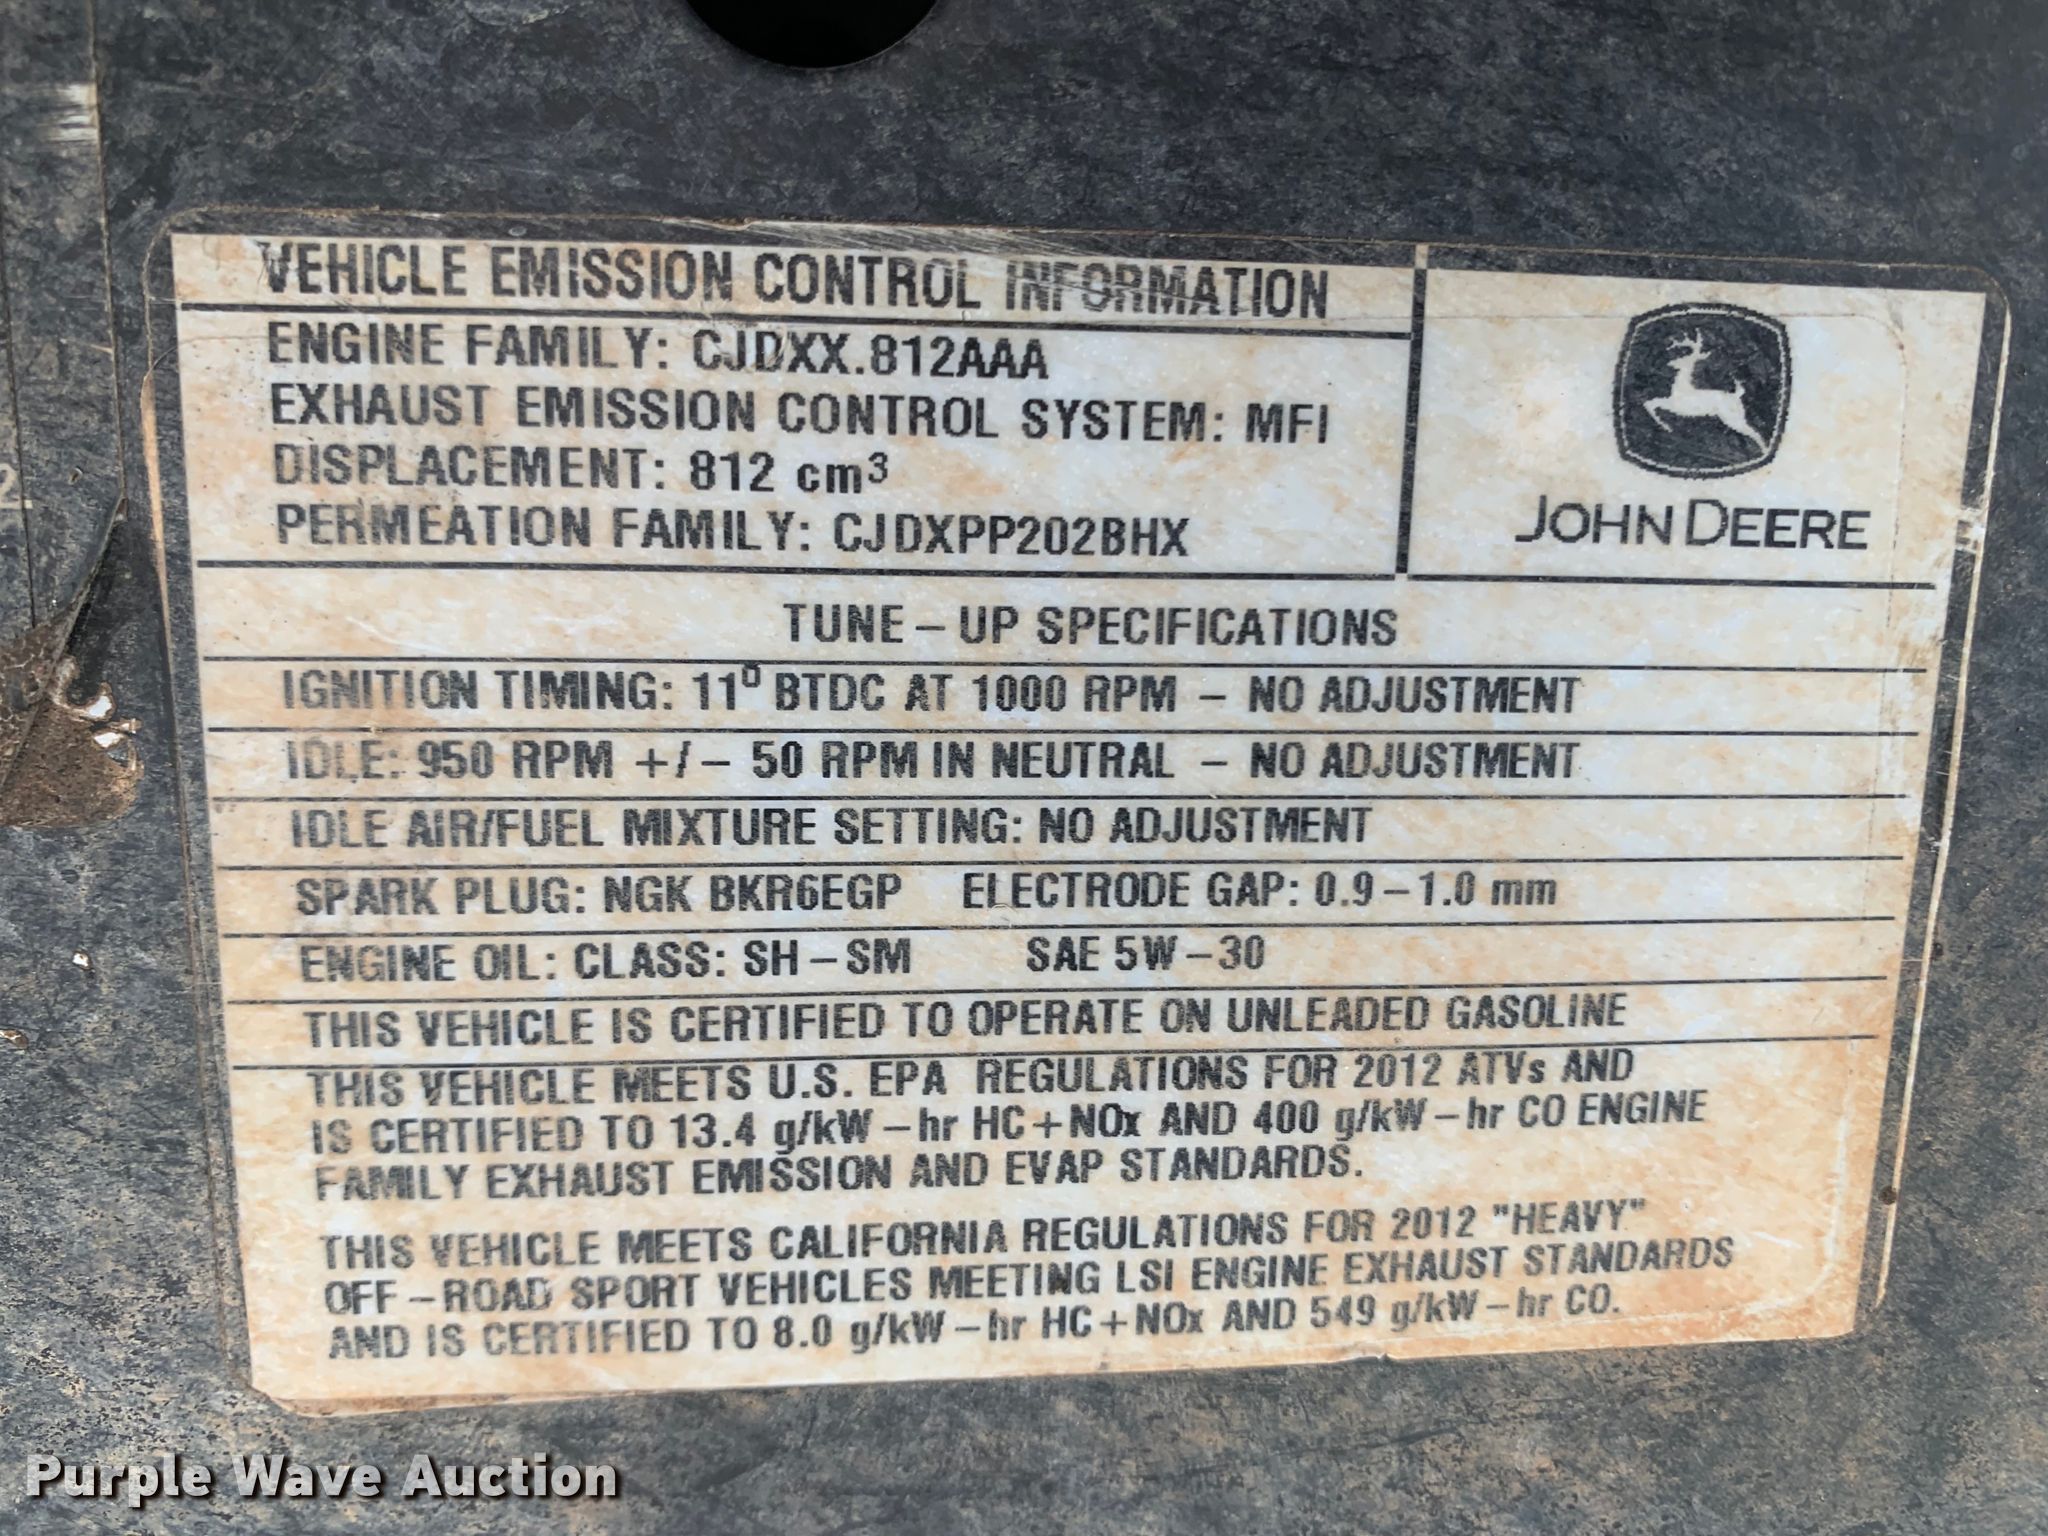 VEHICLE EMISSION CONTROL INFORMATION
ENGINE FAMILY: CJDXX.812AAA
EXHAUST EMISSION CONTROL SYSTEM: MFI
DISPLACEMENT: 812 cm³
PERMEATION FAMILY: CJDXPP202BHX
JOHN DEERE
TUNE – UP SPECIFICATIONS
IGNITION TIMING: 11° BTDC AT 1000 RPM – NO ADJUSTMENT
IDLE: 950 RPM +/– 50 RPM IN NEUTRAL – NO ADJUSTMENT
IDLE AIR/FUEL MIXTURE SETTING: NO ADJUSTMENT
SPARK PLUG: NGK BKR6EGP ELECTRODE GAP: 0.9 – 1.0 mm
ENGINE OIL: CLASS: SH – SM SAE 5W – 30
THIS VEHICLE IS CERTIFIED TO OPERATE ON UNLEADED GASOLINE
THIS VEHICLE MEETS U.S. EPA REGULATIONS FOR 2012 ATVs AND
IS CERTIFIED TO 13.4 g/kW – hr HC + NOx AND 400 g/kW – hr CO ENGINE
FAMILY EXHAUST EMISSION AND EVAP STANDARDS.
THIS VEHICLE MEETS CALIFORNIA REGULATIONS FOR 2012 "HEAVY"
OFF – ROAD SPORT VEHICLES MEETING LSI ENGINE EXHAUST STANDARDS
AND IS CERTIFIED TO 8.0 g/kW – hr HC + NOx AND 549 g/kW – hr CO.
2
Purple Wave Auction